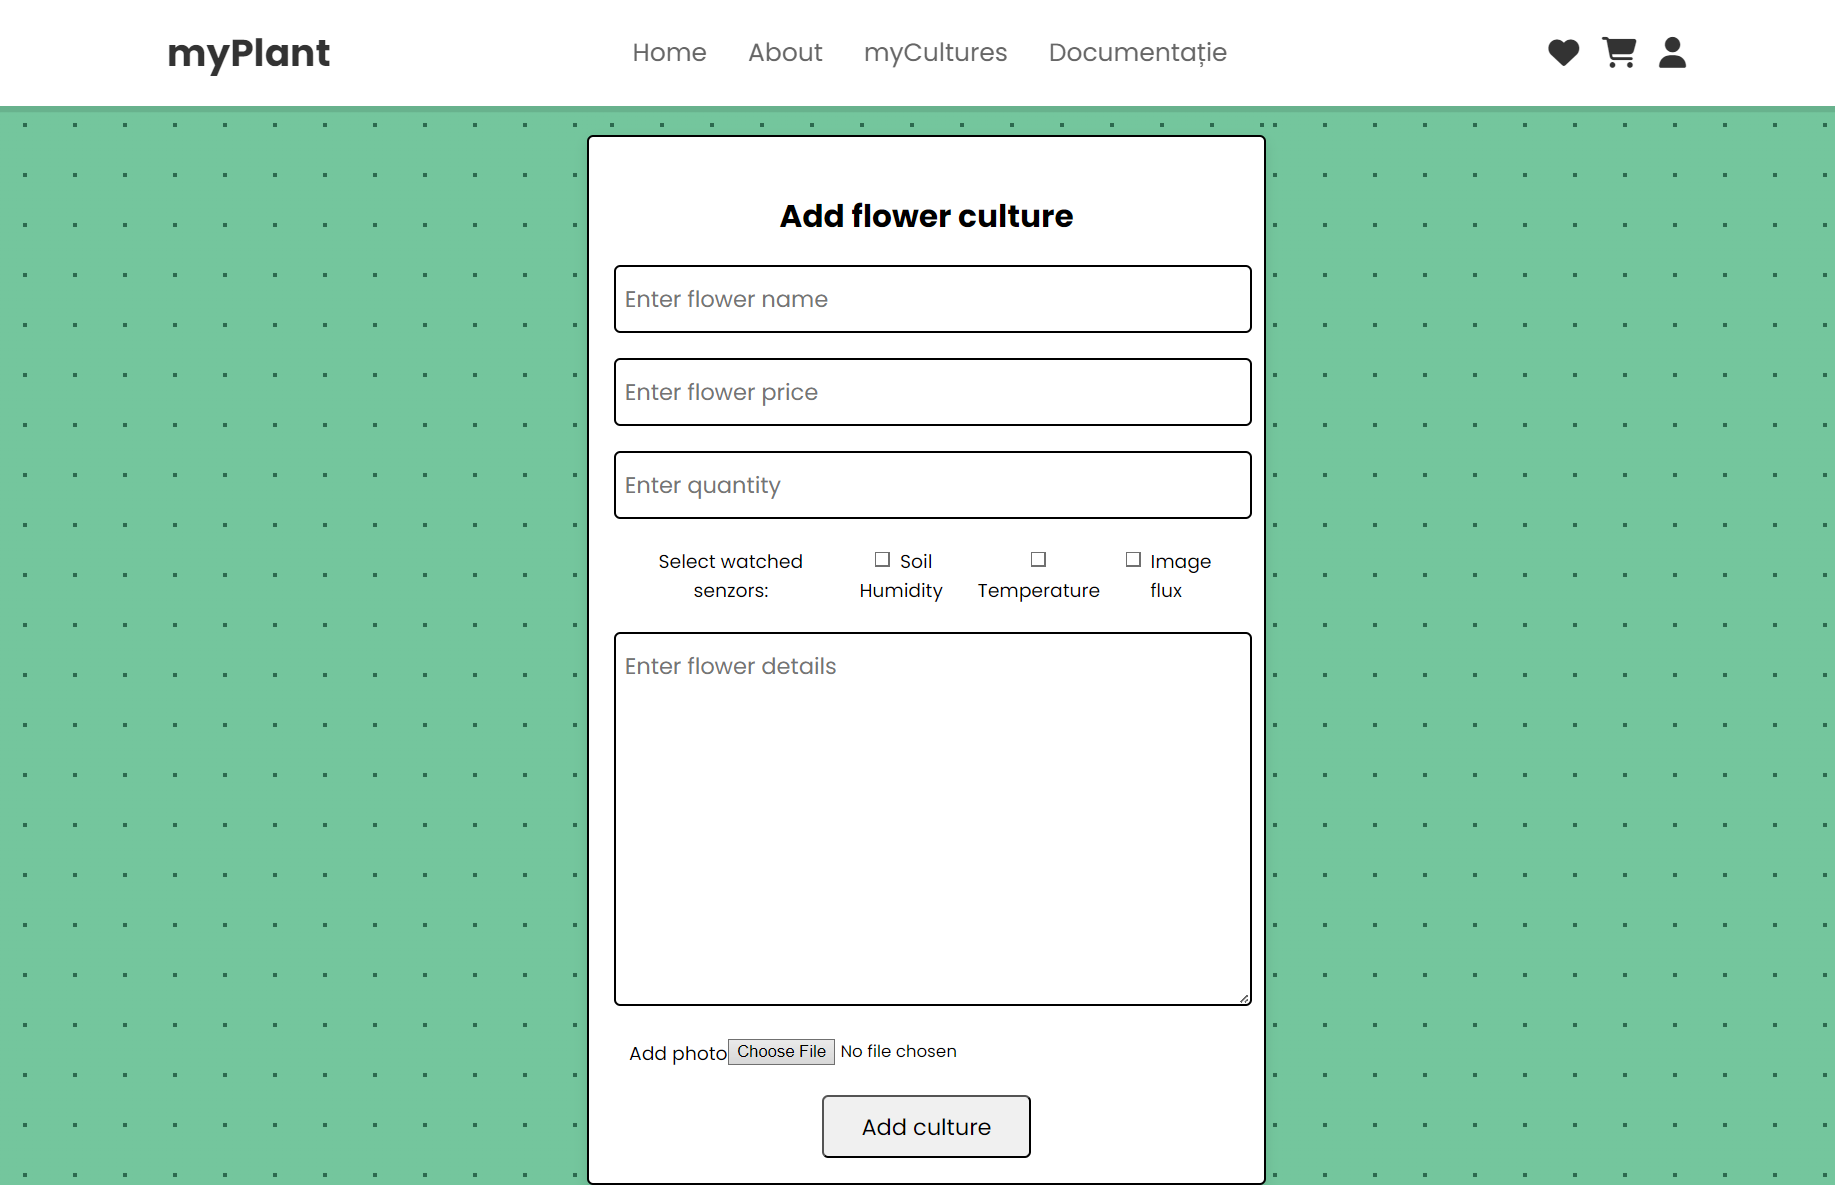 myPlant
Home About myCultures Documentație
Add flower culture
Enter flower name
Enter flower price
Enter quantity
Select watched senzors:
Soil Humidity
Temperature
Image flux
Enter flower details
Add photo Choose File No file chosen
Add culture